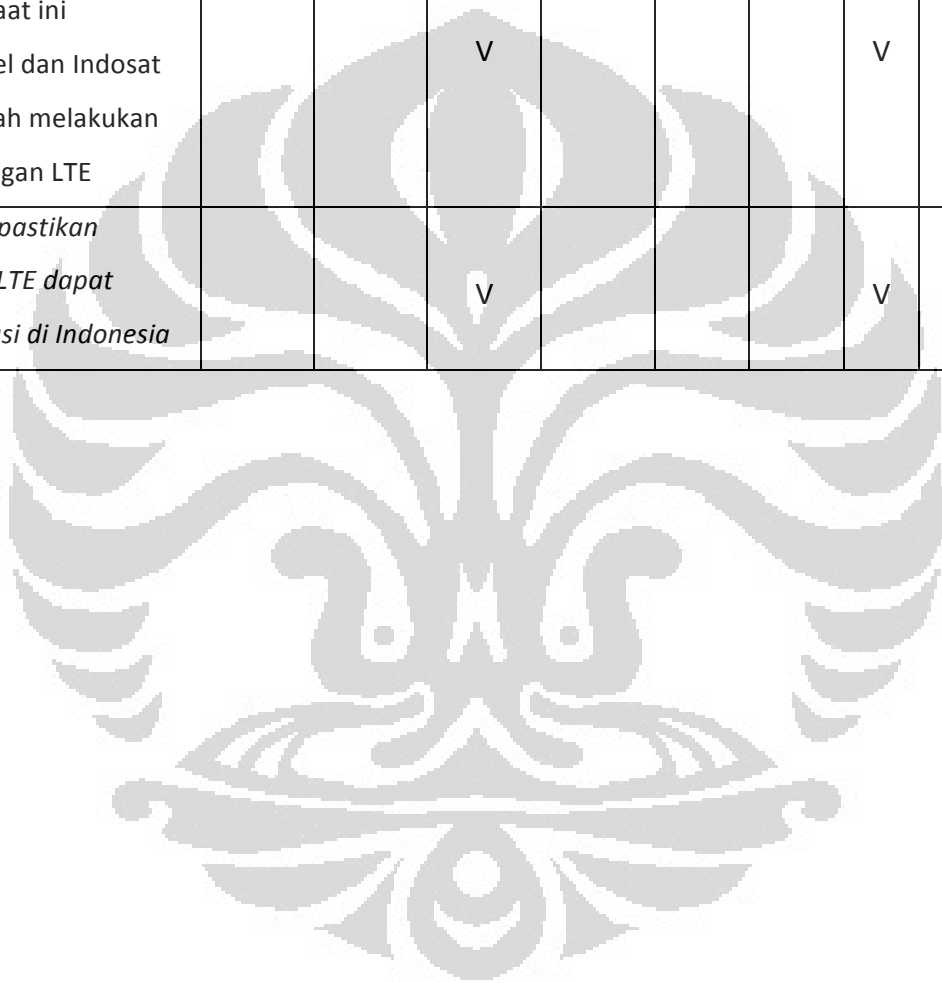 aat ini
el dan Indosat
V V
ah melakukan
gan LTE
pastikan
LTE dapat
V V
si di Indonesia